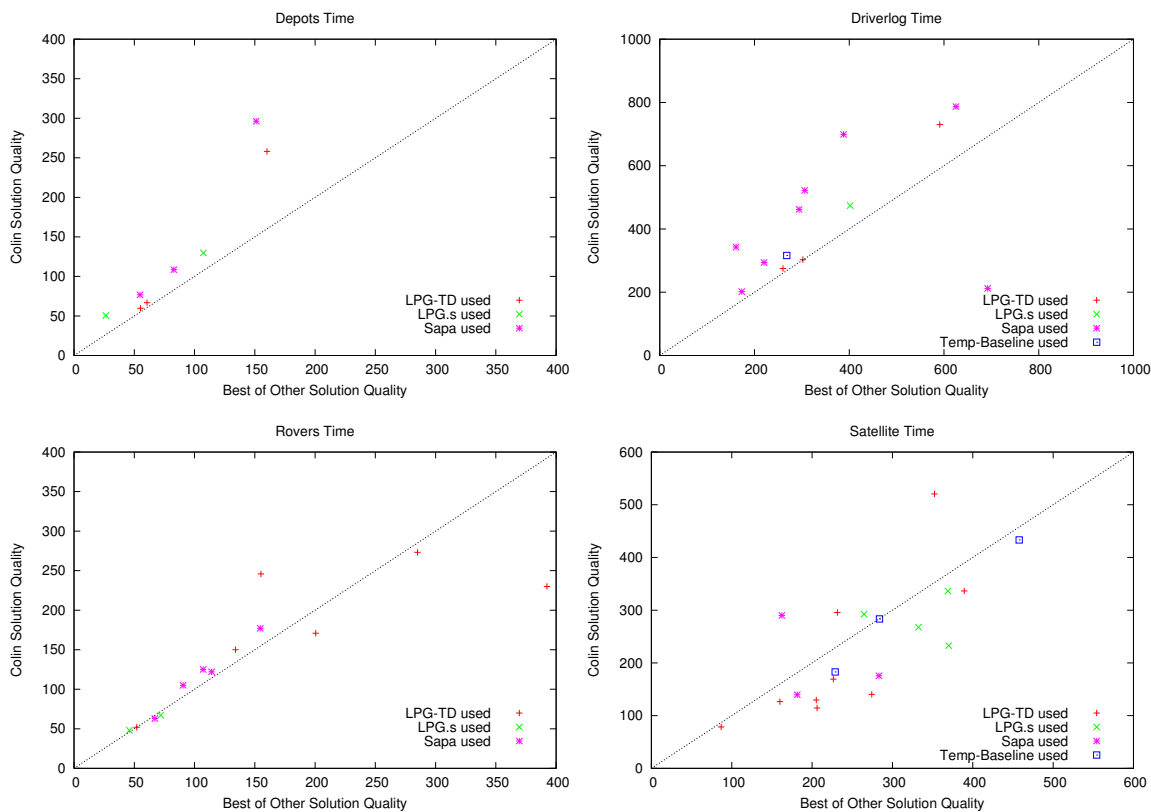 Depots Time
400
350
300
250
200
150
100
50
0
0 50 100 150 200 250 300 350 400
Colin Solution Quality
Best of Other Solution Quality
LPG-TD used
LPG.s used
Sapa used
Driverlog Time
1000
800
600
400
200
0
0 200 400 600 800 1000
Colin Solution Quality
Best of Other Solution Quality
LPG-TD used
LPG.s used
Sapa used
Temp-Baseline used
Rovers Time
400
350
300
250
200
150
100
50
0
0 50 100 150 200 250 300 350 400
Colin Solution Quality
Best of Other Solution Quality
LPG-TD used
LPG.s used
Sapa used
Satellite Time
600
500
400
300
200
100
0
0 100 200 300 400 500 600
Colin Solution Quality
Best of Other Solution Quality
LPG-TD used
LPG.s used
Sapa used
Temp-Baseline used